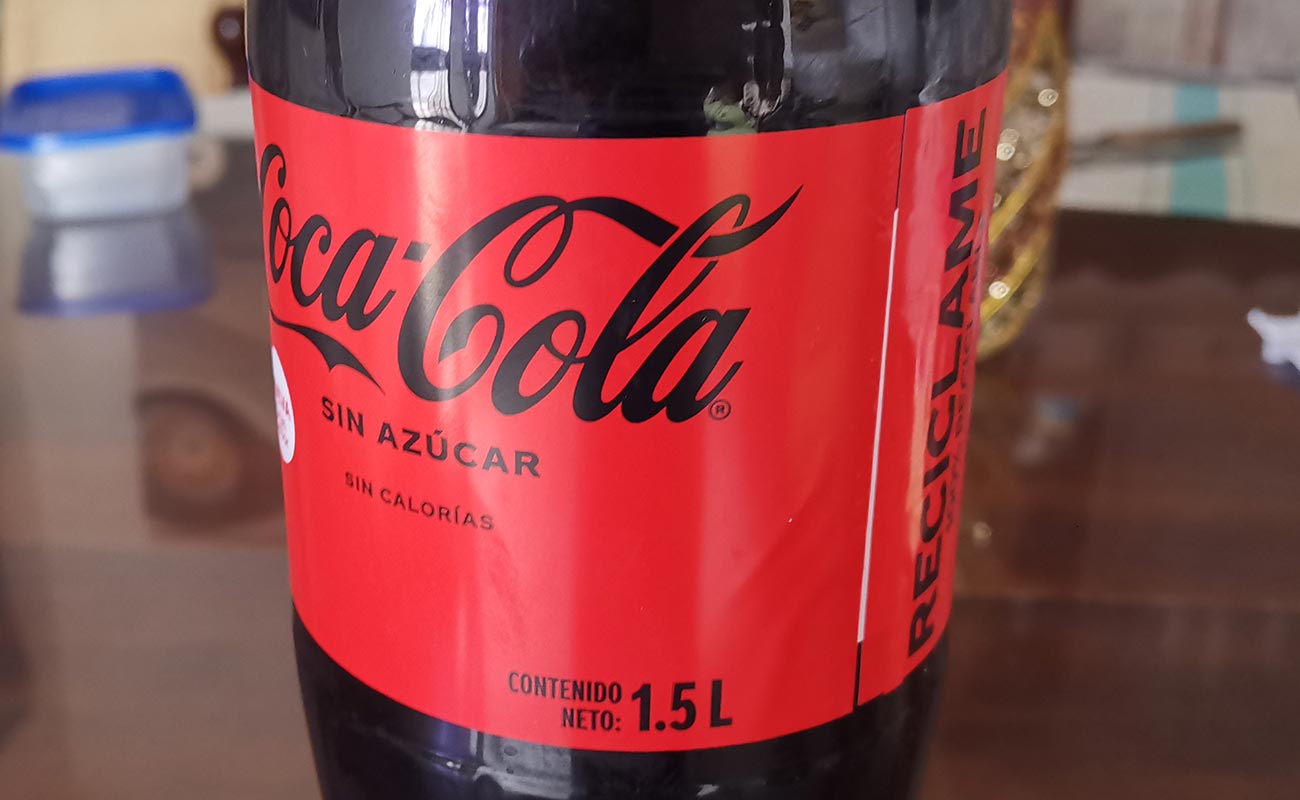 Coca-Cola®
SIN AZÚCAR
SIN CALORÍAS
CONTENIDO
NETO: 1.5 L
RECICLAME